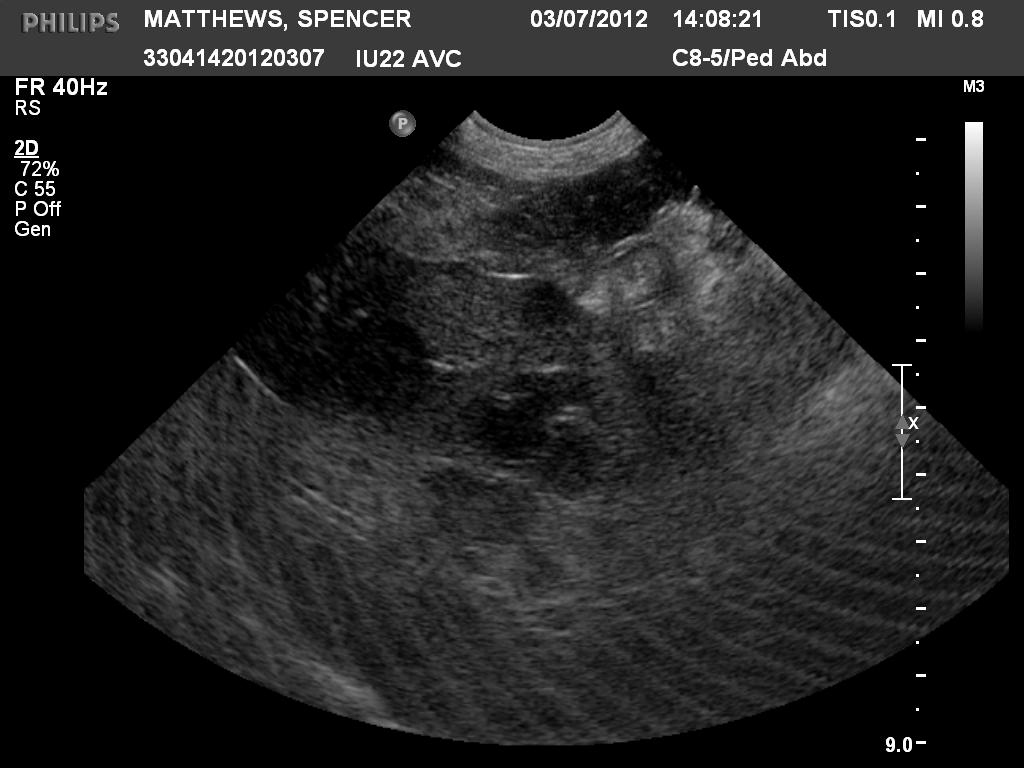 PHILIPS MATTHEWS, SPENCER 03/07/2012 14:08:21 TIS0.1 MI 0.8
33041420120307 IU22 AVC C8-5/Ped Abd
FR 40Hz
RS
M3
P
2D
72%
C 55
P Off
Gen
X
9.0